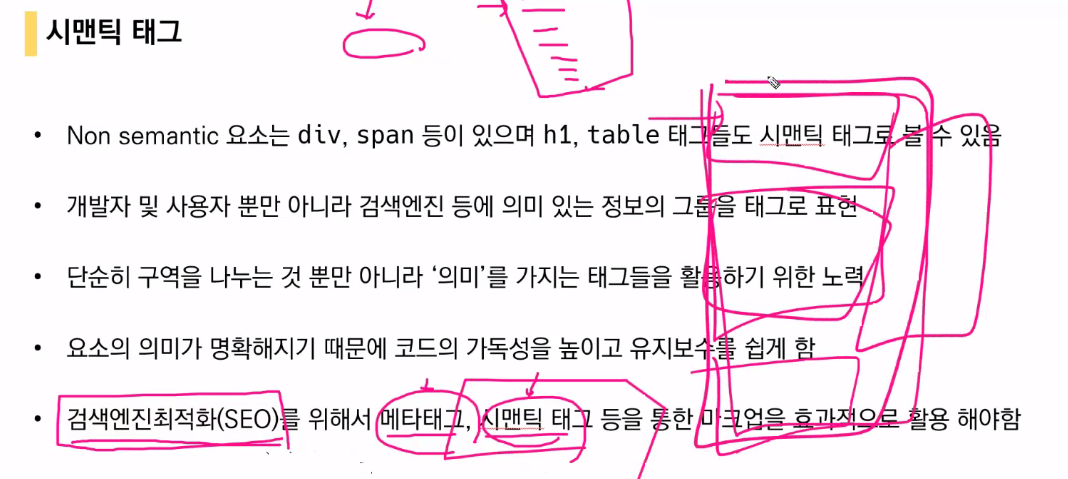 시맨틱 태그
• Non semantic 요소는 div, span 등이 있으며 h1, table 태그들도 시맨틱 태그로 볼 수 있음
• 개발자 및 사용자 뿐만 아니라 검색엔진 등에 의미 있는 정보의 그룹을 태그로 표현
• 단순히 구역을 나누는 것 뿐만 아니라 ‘의미’를 가지는 태그들을 활용하기 위한 노력
• 요소의 의미가 명확해지기 때문에 코드의 가독성을 높이고 유지보수를 쉽게 함
• 검색엔진최적화(SEO)를 위해서 메타태그, 시맨틱 태그 등을 통한 마크업을 효과적으로 활용 해야함